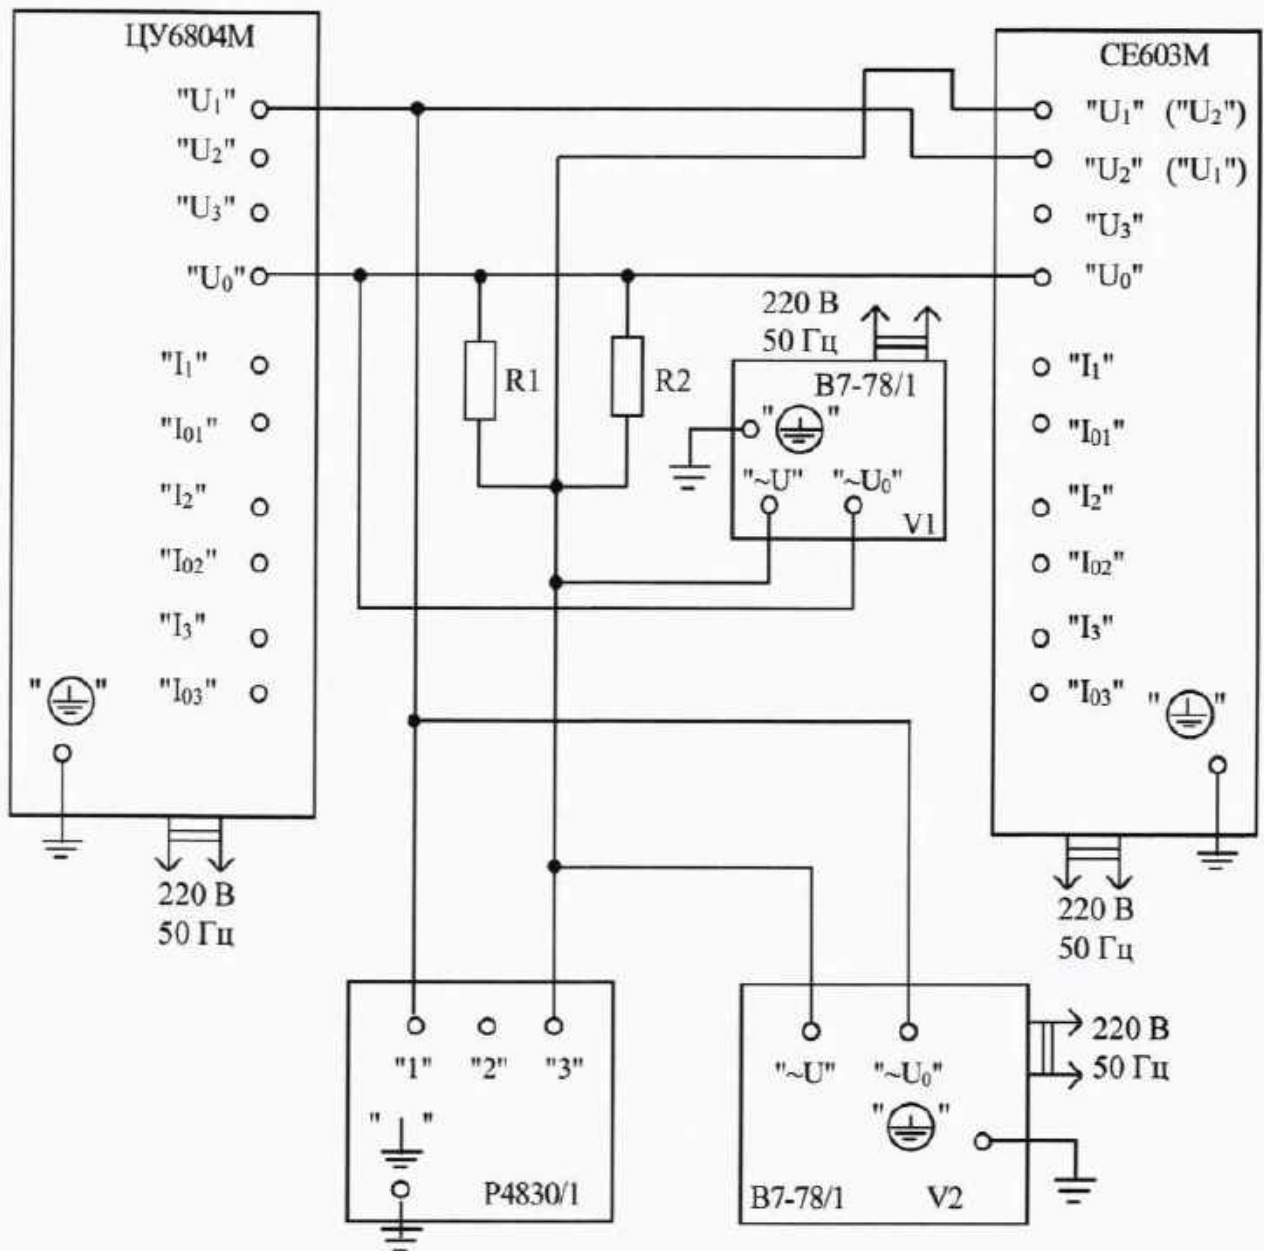 ЦУ6804М
"U₁"
"U₂"
"U₃"
"U₀"
"I₁"
"I₀₁"
"I₂"
"I₀₂"
"I₃"
"I₀₃"
" "
220 В
50 Гц
СЕ603М
"U₁" ("U₂")
"U₂" ("U₁")
"U₃"
"U₀"
"I₁"
"I₀₁"
"I₂"
"I₀₂"
"I₃"
"I₀₃"
" "
220 В
50 Гц
R1
R2
220 В
50 Гц
В7-78/1
" "
"~U" "~U₀"
V1
"1" "2" "3"
" "
Р4830/1
"~U" "~U₀"
" "
В7-78/1 V2
220 В
50 Гц